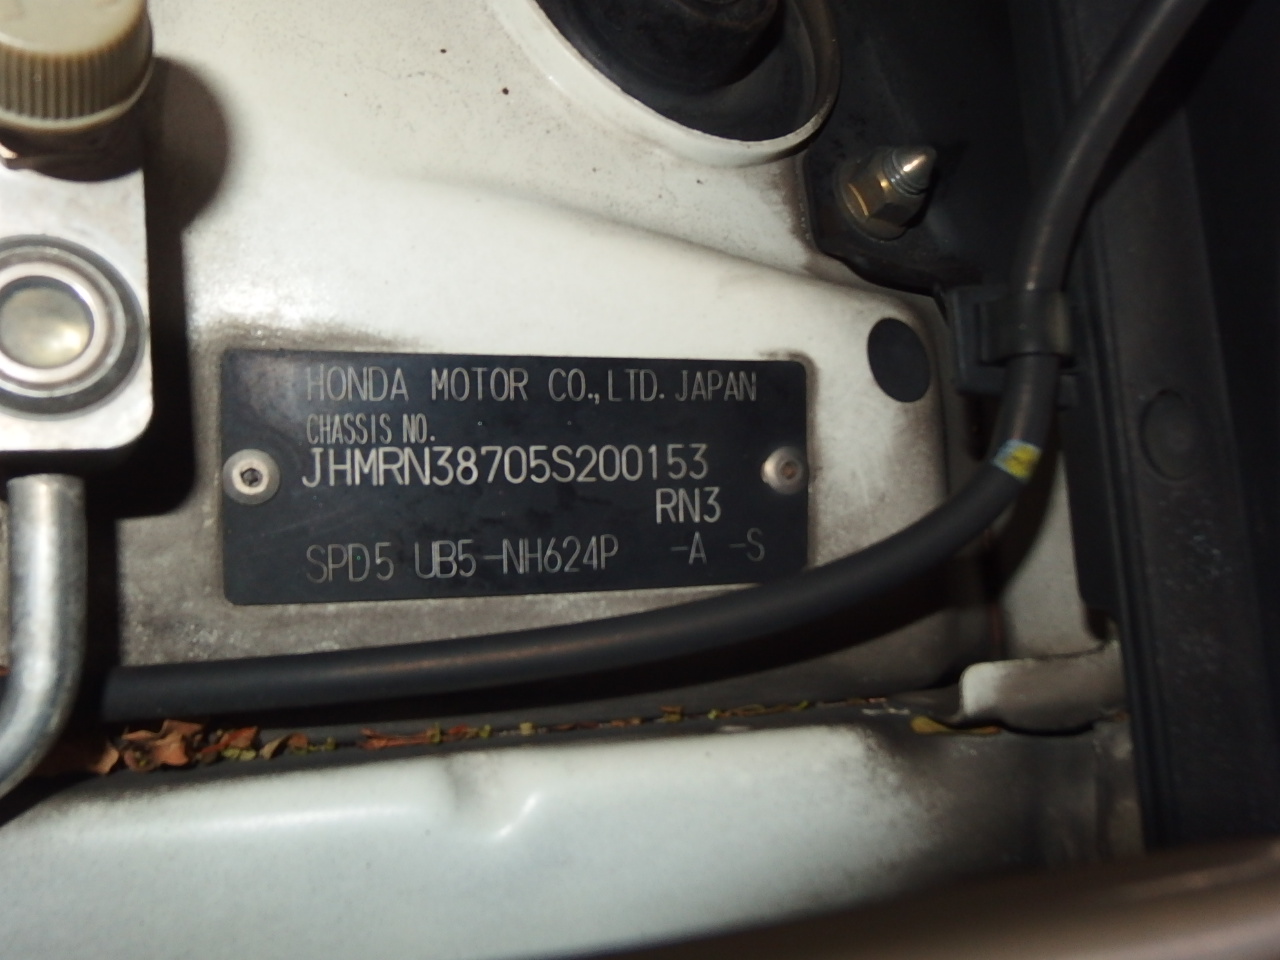 HONDA MOTOR CO.,LTD. JAPAN
CHASSIS NO.
JHMRN38705S200153
RN3
SPD5 UB5-NH624P -A -S